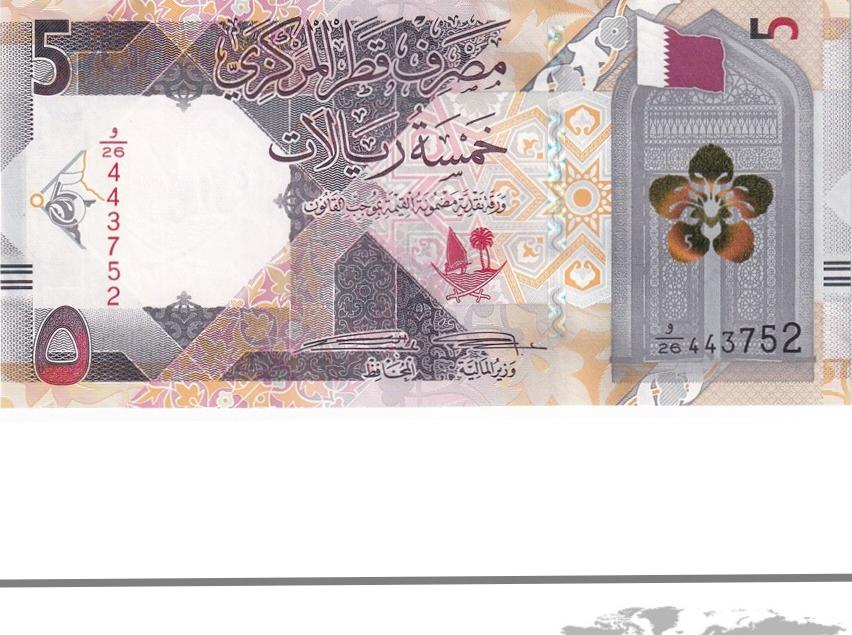 5
5
مصرف قطر المركزي
خمسة ريالات
ورقة نقدية مضمونة القيمة بموجب القانون
و
26
443752
5
و
26 443752
٥
وزير المالية
المحافظ